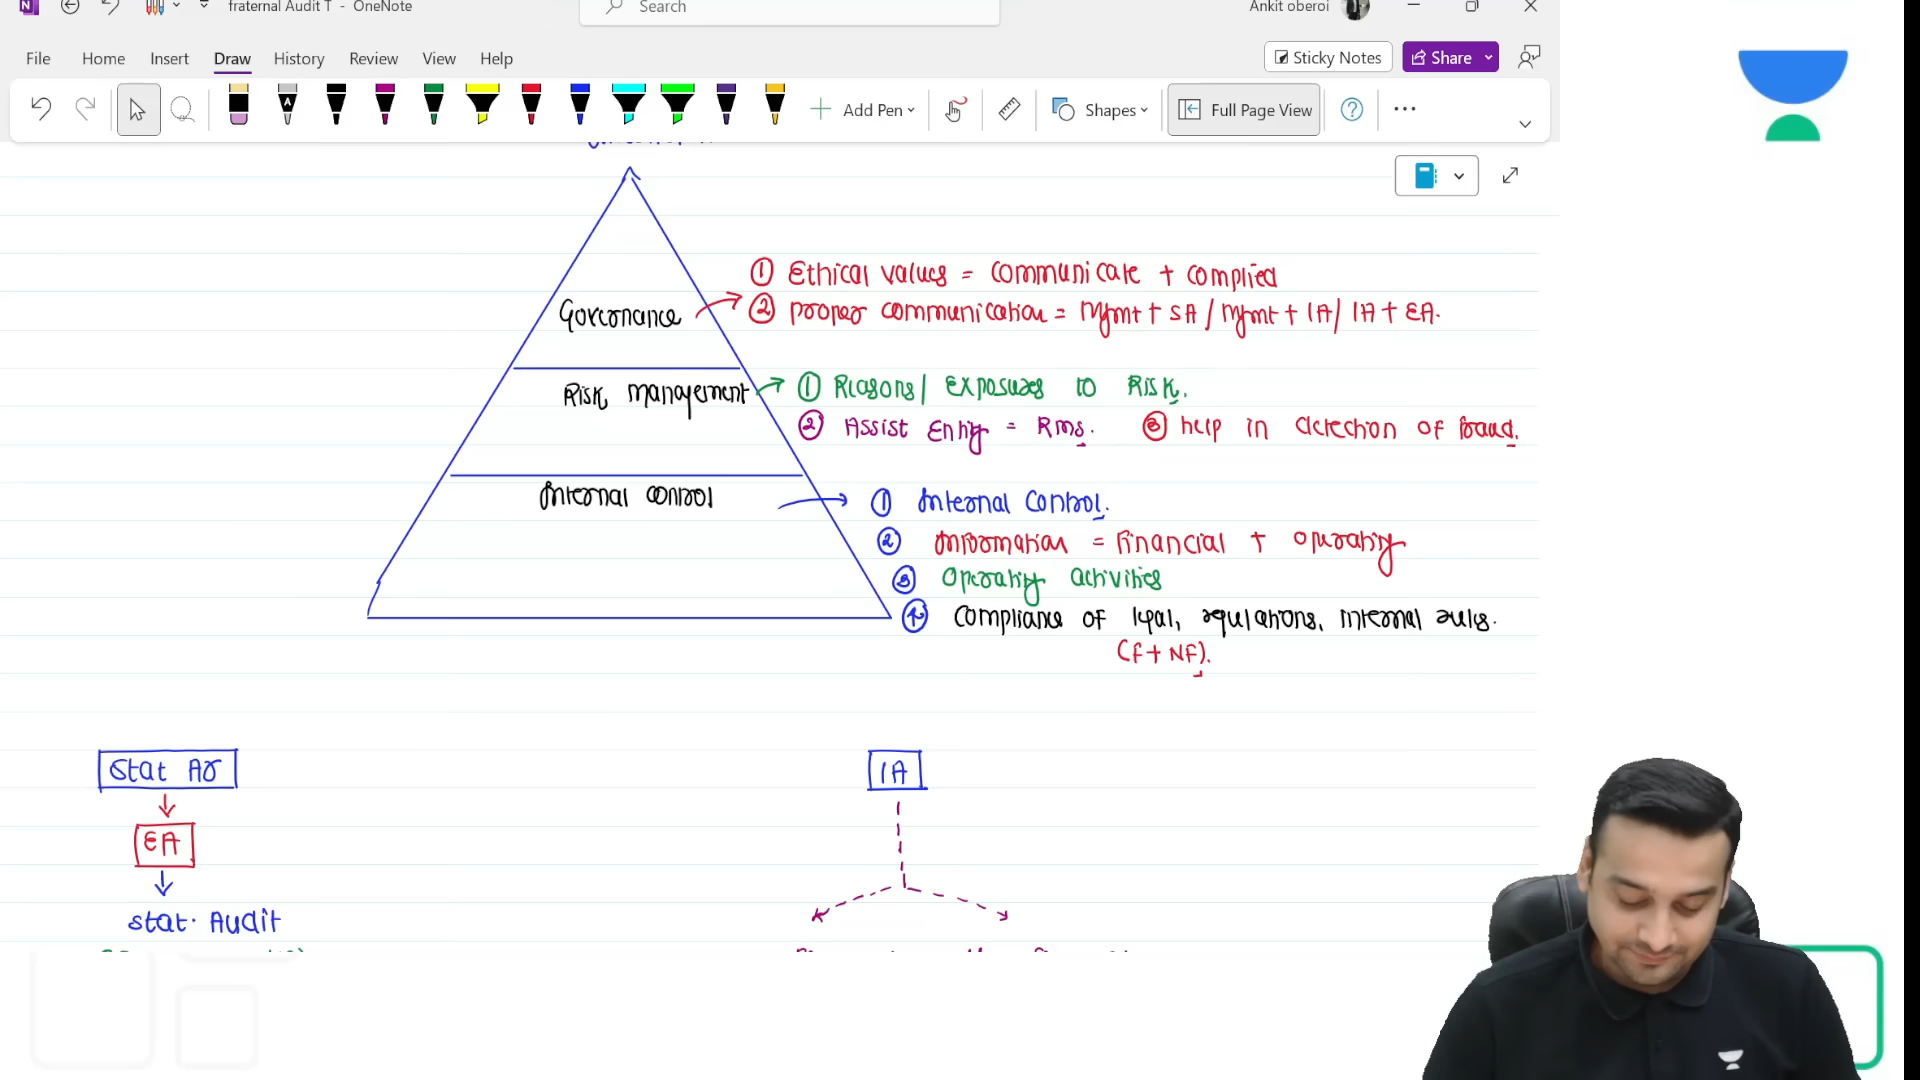 fraternal Audit T - OneNote
Search
Ankit oberoi
File Home Insert Draw History Review View Help
Sticky Notes Share
Add Pen Shapes Full Page View
Governance
① Ethical values = communicate + complied
② proper communication = Mgmt + SA / Mgmt + IA / IA + EA.
Risk management
① Reasons / Exposures to Risk.
② Assist Entity = RMS. ③ help in detection of fraud.
Internal control
① Internal Control.
② Information = Financial + operating
③ Operating activities
④ Compliance of legal, regulations, internal rules.
(F + NF).
Stat Ar
IA
EA
stat. Audit